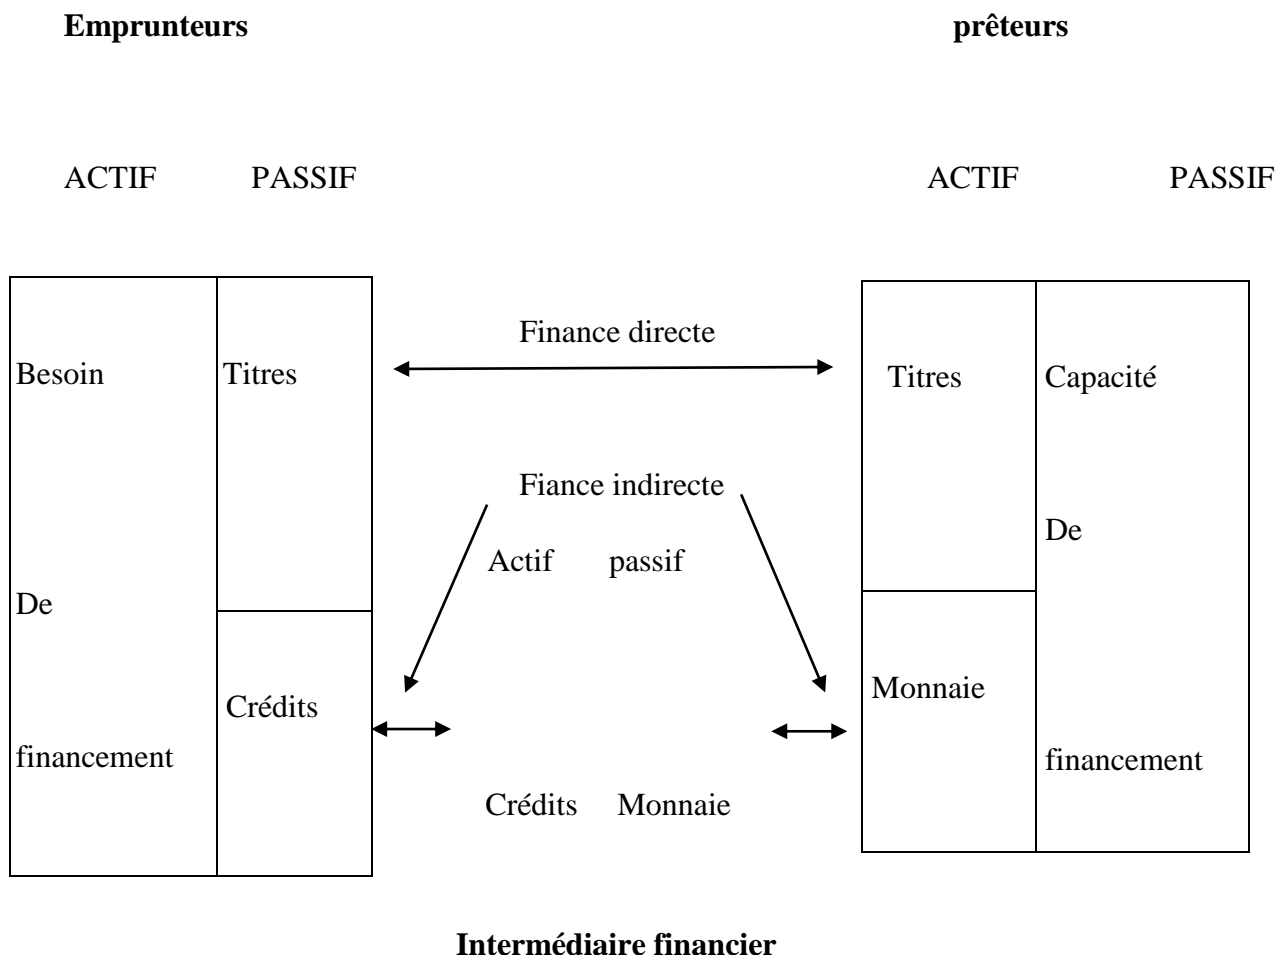 Emprunteurs prêteurs
ACTIF PASSIF ACTIF PASSIF
Finance directe
Besoin Titres Titres Capacité
Fiance indirecte
De
Actif passif
De
Crédits Monnaie
financement financement
Crédits Monnaie
Intermédiaire financier